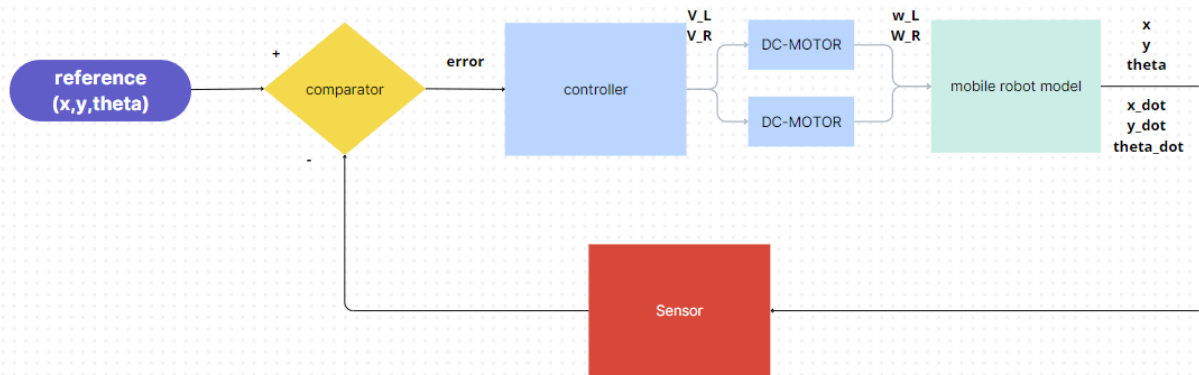 reference
(x,y,theta)
+
-
comparator
error
controller
V_L
V_R
DC-MOTOR
DC-MOTOR
w_L
W_R
mobile robot model
x
y
theta
x_dot
y_dot
theta_dot
Sensor